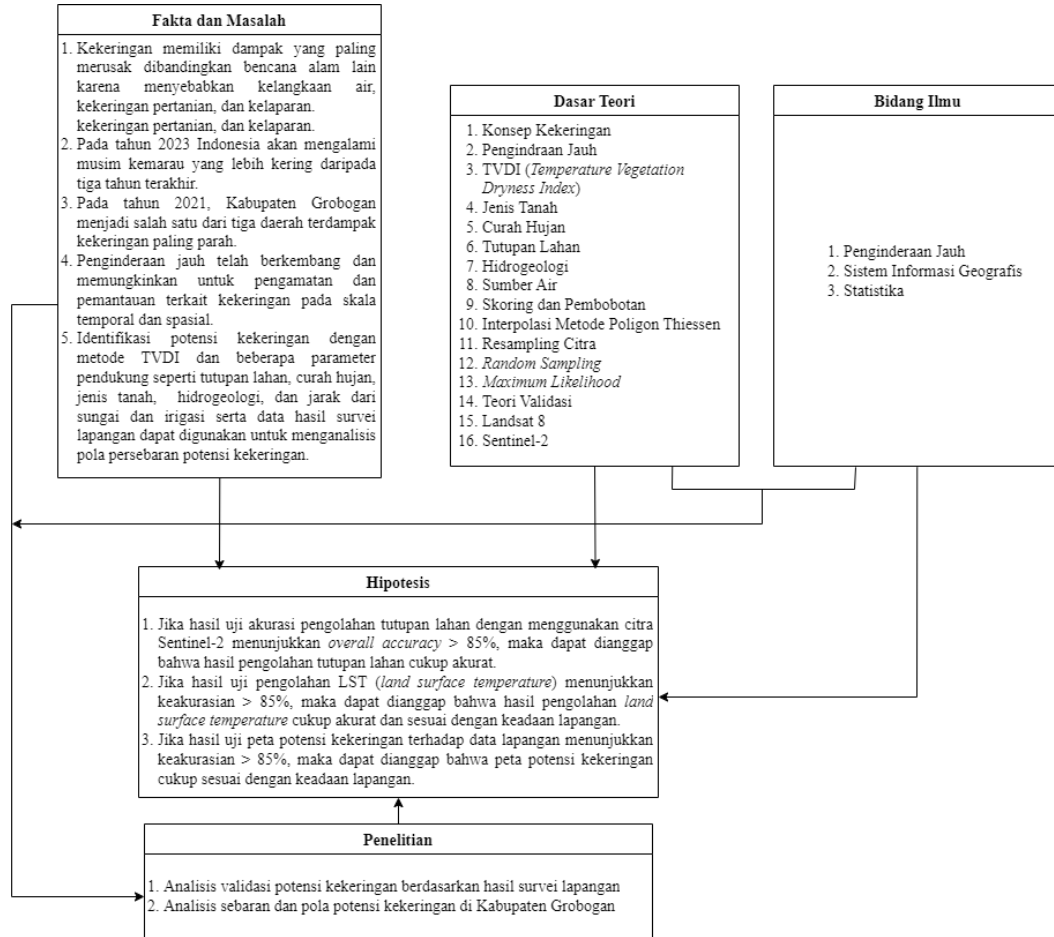 Fakta dan Masalah
1. Kekeringan memiliki dampak yang paling
merusak dibandingkan bencana alam lain
karena menyebabkan kelangkaan air,
kekeringan pertanian, dan kelaparan.
kekeringan pertanian, dan kelaparan.
2. Pada tahun 2023 Indonesia akan mengalami
musim kemarau yang lebih kering daripada
tiga tahun terakhir.
3. Pada tahun 2021, Kabupaten Grobogan
menjadi salah satu dari tiga daerah terdampak
kekeringan paling parah.
4. Penginderaan jauh telah berkembang dan
memungkinkan untuk pengamatan dan
pemantauan terkait kekeringan pada skala
temporal dan spasial.
5. Identifikasi potensi kekeringan dengan
metode TVDI dan beberapa parameter
pendukung seperti tutupan lahan, curah hujan,
jenis tanah, hidrogeologi, dan jarak dari
sungai dan irigasi serta data hasil survei
lapangan dapat digunakan untuk menganalisis
pola persebaran potensi kekeringan.
Dasar Teori
1. Konsep Kekeringan
2. Pengindraan Jauh
3. TVDI (Temperature Vegetation
Dryness Index)
4. Jenis Tanah
5. Curah Hujan
6. Tutupan Lahan
7. Hidrogeologi
8. Sumber Air
9. Skoring dan Pembobotan
10. Interpolasi Metode Poligon Thiessen
11. Resampling Citra
12. Random Sampling
13. Maximum Likelihood
14. Teori Validasi
15. Landsat 8
16. Sentinel-2
Bidang Ilmu
1. Penginderaan Jauh
2. Sistem Informasi Geografis
3. Statistika
Hipotesis
1. Jika hasil uji akurasi pengolahan tutupan lahan dengan menggunakan citra
Sentinel-2 menunjukkan overall accuracy > 85%, maka dapat dianggap
bahwa hasil pengolahan tutupan lahan cukup akurat.
2. Jika hasil uji pengolahan LST (land surface temperature) menunjukkan
keakurasian > 85%, maka dapat dianggap bahwa hasil pengolahan land
surface temperature cukup akurat dan sesuai dengan keadaan lapangan.
3. Jika hasil uji peta potensi kekeringan terhadap data lapangan menunjukkan
keakurasian > 85%, maka dapat dianggap bahwa peta potensi kekeringan
cukup sesuai dengan keadaan lapangan.
Penelitian
1. Analisis validasi potensi kekeringan berdasarkan hasil survei lapangan
2. Analisis sebaran dan pola potensi kekeringan di Kabupaten Grobogan